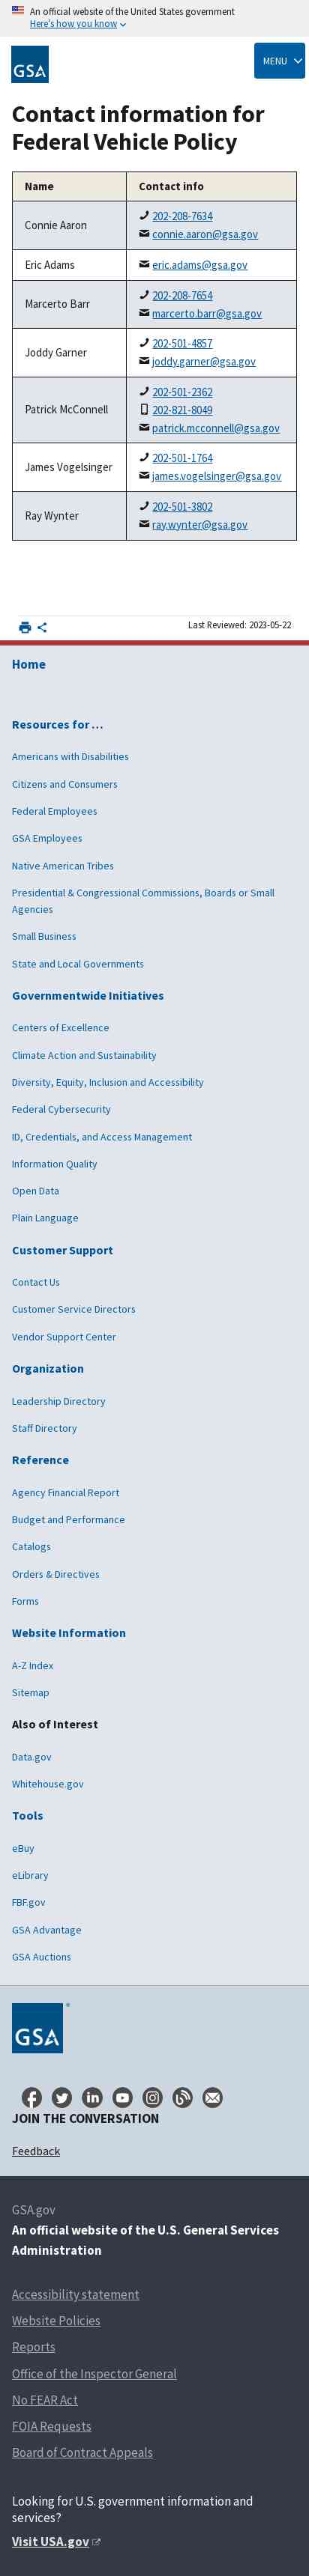 An official website of the United States government
Here's how you know
GSA
MENU
Contact information for
Federal Vehicle Policy
Name
Contact info
Connie Aaron
202-208-7634
connie.aaron@gsa.gov
Eric Adams
eric.adams@gsa.gov
Marcerto Barr
202-208-7654
marcerto.barr@gsa.gov
Joddy Garner
202-501-4857
joddy.garner@gsa.gov
Patrick McConnell
202-501-2362
202-821-8049
patrick.mcconnell@gsa.gov
James Vogelsinger
202-501-1764
james.vogelsinger@gsa.gov
Ray Wynter
202-501-3802
ray.wynter@gsa.gov
Last Reviewed: 2023-05-22
Home
Resources for …
Americans with Disabilities
Citizens and Consumers
Federal Employees
GSA Employees
Native American Tribes
Presidential & Congressional Commissions, Boards or Small
Agencies
Small Business
State and Local Governments
Governmentwide Initiatives
Centers of Excellence
Climate Action and Sustainability
Diversity, Equity, Inclusion and Accessibility
Federal Cybersecurity
ID, Credentials, and Access Management
Information Quality
Open Data
Plain Language
Customer Support
Contact Us
Customer Service Directors
Vendor Support Center
Organization
Leadership Directory
Staff Directory
Reference
Agency Financial Report
Budget and Performance
Catalogs
Orders & Directives
Forms
Website Information
A-Z Index
Sitemap
Also of Interest
Data.gov
Whitehouse.gov
Tools
eBuy
eLibrary
FBF.gov
GSA Advantage
GSA Auctions
GSA
JOIN THE CONVERSATION
Feedback
GSA.gov
An official website of the U.S. General Services
Administration
Accessibility statement
Website Policies
Reports
Office of the Inspector General
No FEAR Act
FOIA Requests
Board of Contract Appeals
Looking for U.S. government information and
services?
Visit USA.gov